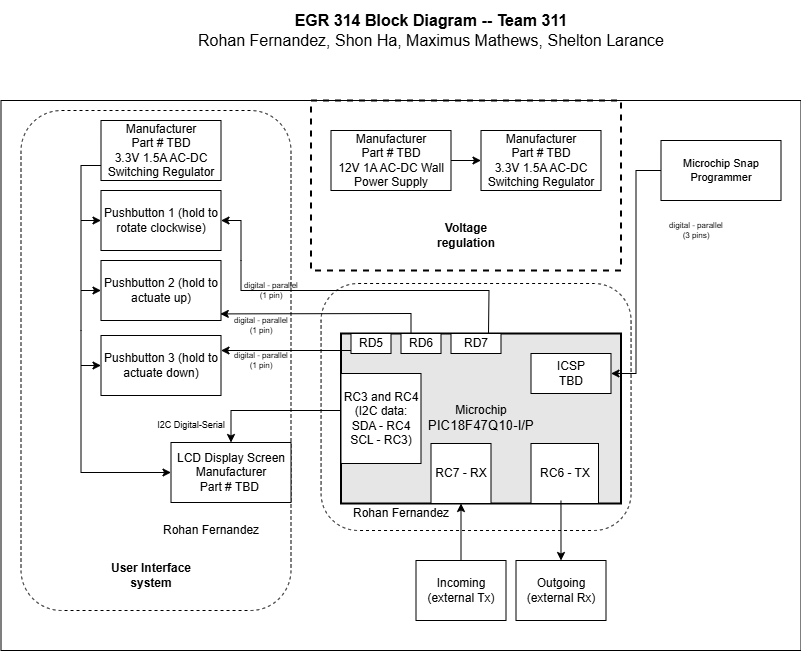 EGR 314 Block Diagram -- Team 311
Rohan Fernandez, Shon Ha, Maximus Mathews, Shelton Larance
Manufacturer
Part # TBD
3.3V 1.5A AC-DC
Switching Regulator
Pushbutton 1 (hold to
rotate clockwise)
Pushbutton 2 (hold to
actuate up)
Pushbutton 3 (hold to
actuate down)
I2C Digital-Serial
LCD Display Screen
Manufacturer
Part # TBD
Rohan Fernandez
User Interface
system
Manufacturer
Part # TBD
12V 1A AC-DC Wall
Power Supply
Manufacturer
Part # TBD
3.3V 1.5A AC-DC
Switching Regulator
Voltage
regulation
Microchip Snap
Programmer
digital - parallel
(3 pins)
digital - parallel
(1 pin)
digital - parallel
(1 pin)
digital - parallel
(1 pin)
RD5
RD6
RD7
ICSP
TBD
RC3 and RC4
(I2C data:
SDA - RC4
SCL - RC3)
Microchip
PIC18F47Q10-I/P
RC7 - RX
RC6 - TX
Rohan Fernandez
Incoming
(external Tx)
Outgoing
(external Rx)